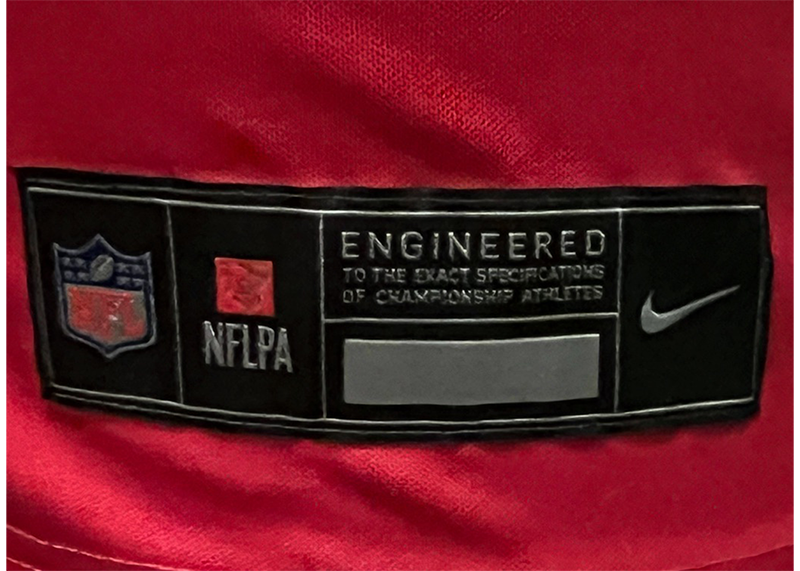 NFLPA
ENGINEERED
TO THE EXACT SPECIFICATIONS
OF CHAMPIONSHIP ATHLETES